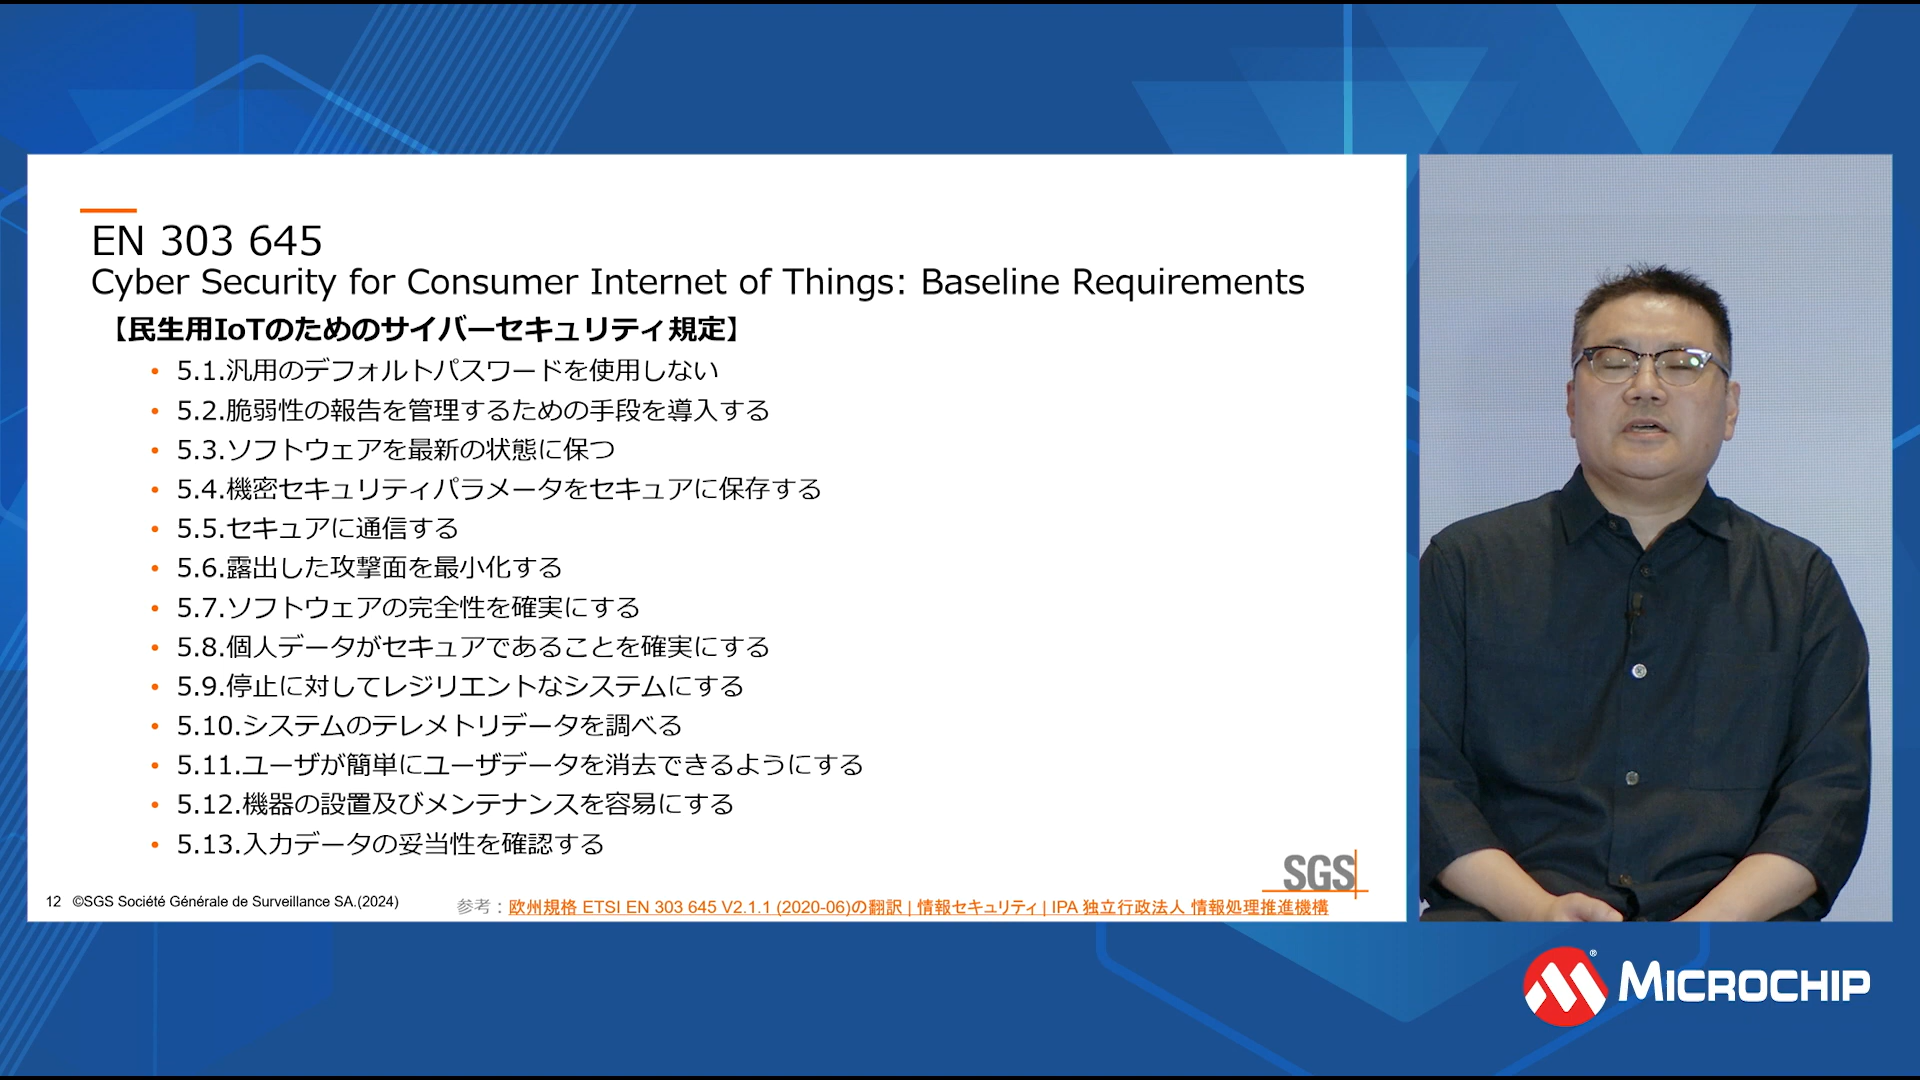 EN 303 645
Cyber Security for Consumer Internet of Things: Baseline Requirements
【民生用IoTのためのサイバーセキュリティ規定】
• 5.1.汎用のデフォルトパスワードを使用しない
• 5.2.脆弱性の報告を管理するための手段を導入する
• 5.3.ソフトウェアを最新の状態に保つ
• 5.4.機密セキュリティパラメータをセキュアに保存する
• 5.5.セキュアに通信する
• 5.6.露出した攻撃面を最小化する
• 5.7.ソフトウェアの完全性を確実にする
• 5.8.個人データがセキュアであることを確実にする
• 5.9.停止に対してレジリエントなシステムにする
• 5.10.システムのテレメトリデータを調べる
• 5.11.ユーザが簡単にユーザデータを消去できるようにする
• 5.12.機器の設置及びメンテナンスを容易にする
• 5.13.入力データの妥当性を確認する
SGS
12 ©SGS Société Générale de Surveillance SA.(2024)
参考：欧州規格 ETSI EN 303 645 V2.1.1 (2020-06)の翻訳 | 情報セキュリティ | IPA 独立行政法人 情報処理推進機構
® MICROCHIP